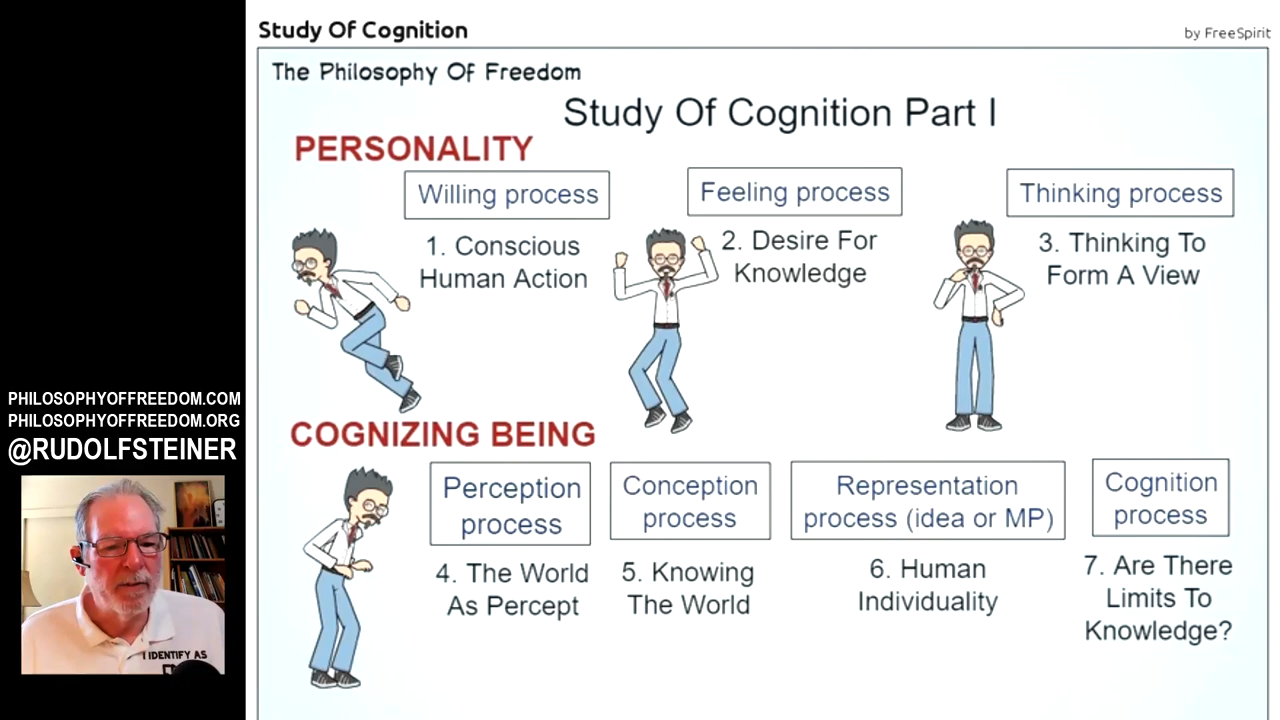 Study Of Cognition
by FreeSpirit
The Philosophy Of Freedom
Study Of Cognition Part I
PERSONALITY
Willing process
1. Conscious
Human Action
Feeling process
2. Desire For
Knowledge
Thinking process
3. Thinking To
Form A View
PHILOSOPHYOFFREEDOM.COM
PHILOSOPHYOFFREEDOM.ORG
@RUDOLFSTEINER
I IDENTIFY AS
COGNIZING BEING
Perception
process
4. The World
As Percept
Conception
process
5. Knowing
The World
Representation
process (idea or MP)
6. Human
Individuality
Cognition
process
7. Are There
Limits To
Knowledge?